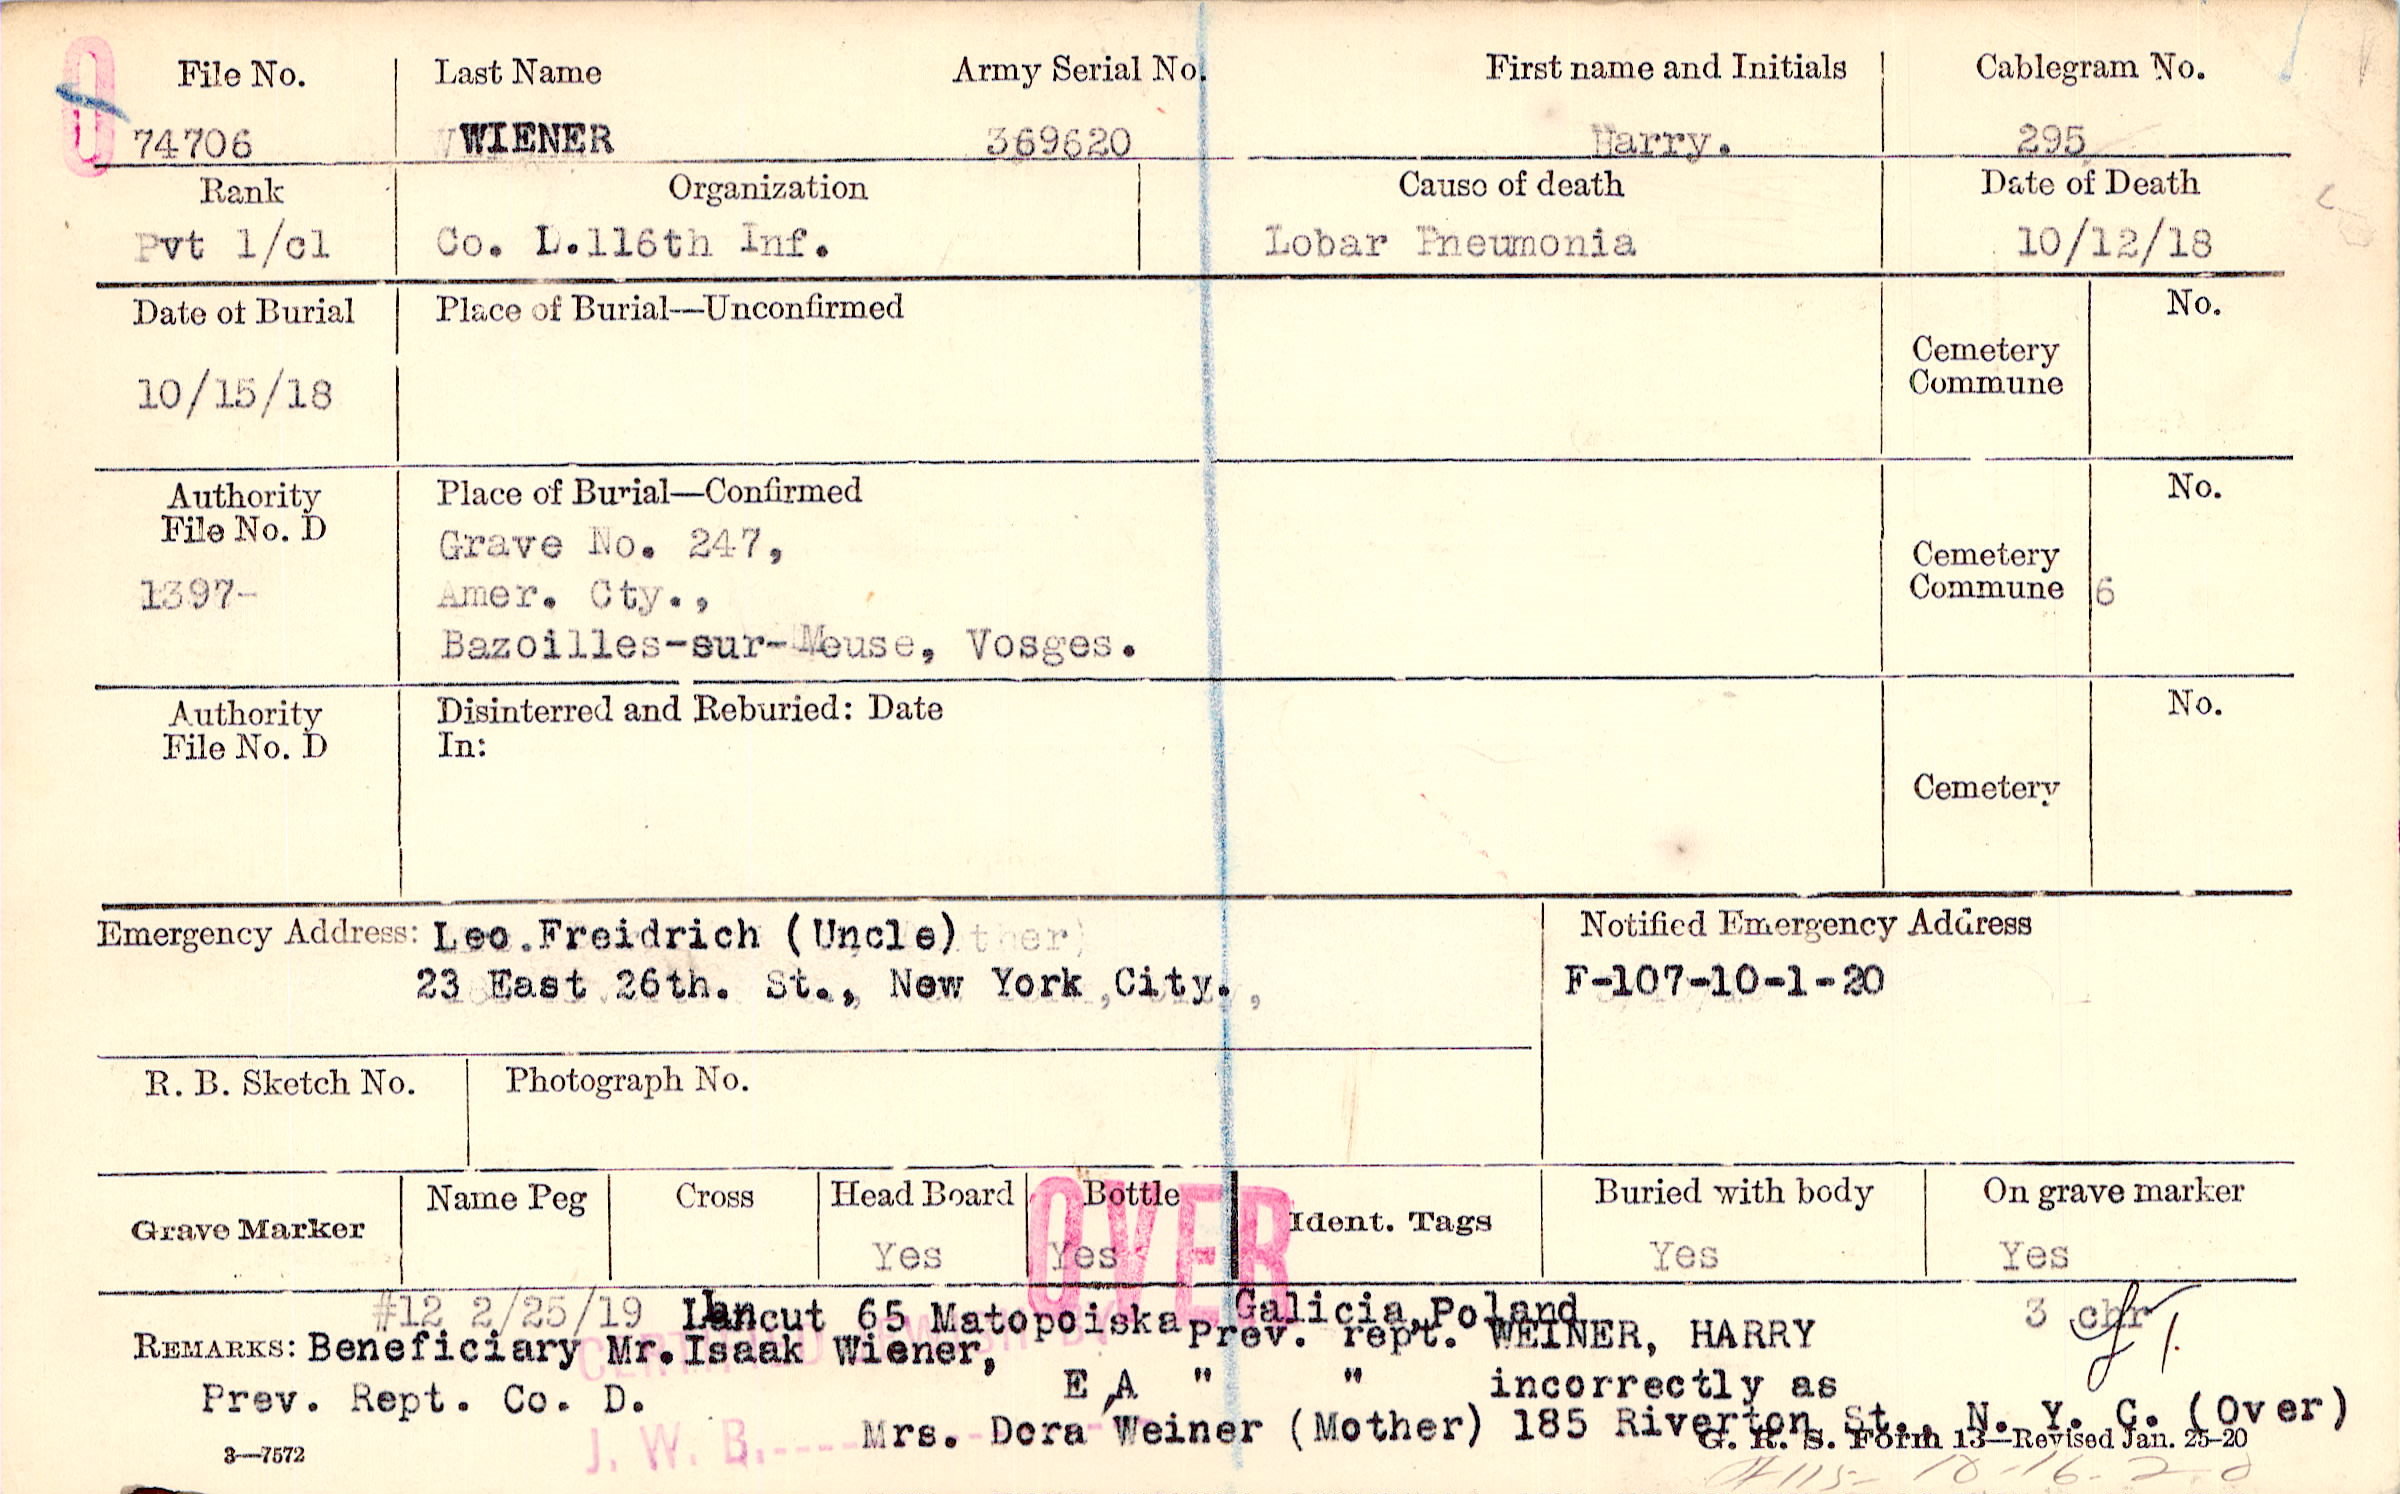 File No. Last Name Army Serial No. First name and Initials Cablegram No.
74706 WIENER 369620 Harry. 295
Rank Organization Cause of death Date of Death
Pvt 1/cl Co. L.116th Inf. Lobar Pneumonia 10/12/18
Date of Burial Place of Burial—Unconfirmed No.
Cemetery
Commune
10/15/18
Authority Place of Burial—Confirmed No.
File No. D
Grave No. 247,
Cemetery
1397- Amer. Cty., Commune 6
Bazoilles-sur-Meuse, Vosges.
Authority Disinterred and Reburied: Date No.
File No. D In:
Cemetery
Emergency Address: Leo.Freidrich (Uncle) Notified Emergency Address
23 East 26th. St., New York City. F-107-10-1-20
R. B. Sketch No. Photograph No.
Grave Marker Name Peg Cross Head Board Bottle Ident. Tags Buried with body On grave marker
Yes Yes Yes Yes
OVER
#12 2/25/19 Lancut 65 Matopoiska Galicia,Poland 3 chr
Prev. rept. WEINER, HARRY
REMARKS: Beneficiary Mr.Isaak Wiener,
E A " " incorrectly as
Prev. Rept. Co. D.
Mrs. Dora Weiner (Mother) 185 Riverton St., N. Y. C. (Over)
J. W. B.
3—7572 G. R. S. Form 13—Revised Jan. 25-20